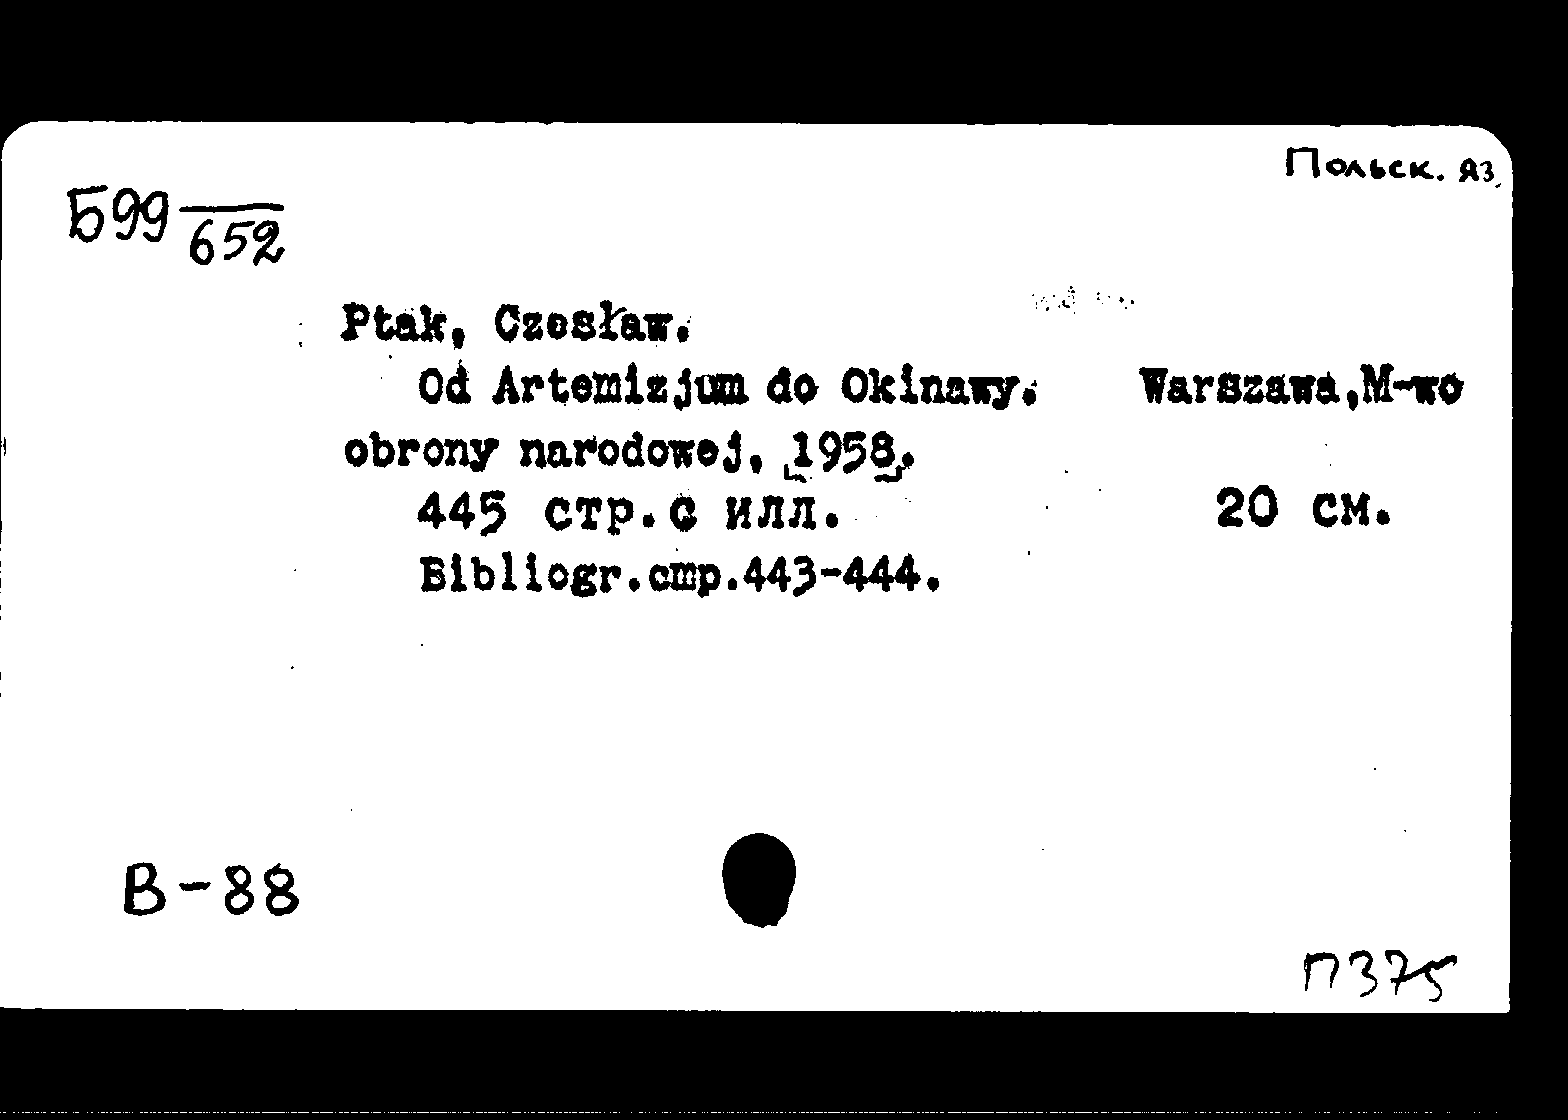 Польск. яз.
Б99 652
Ptak, Czesław.
Od Artemizjum do Okinawy. Warszawa,M-wo
obrony narodowej, 1958.
445 стр.с илл. 20 см.
Bibliogr.cmp.443-444.
В-88
П375